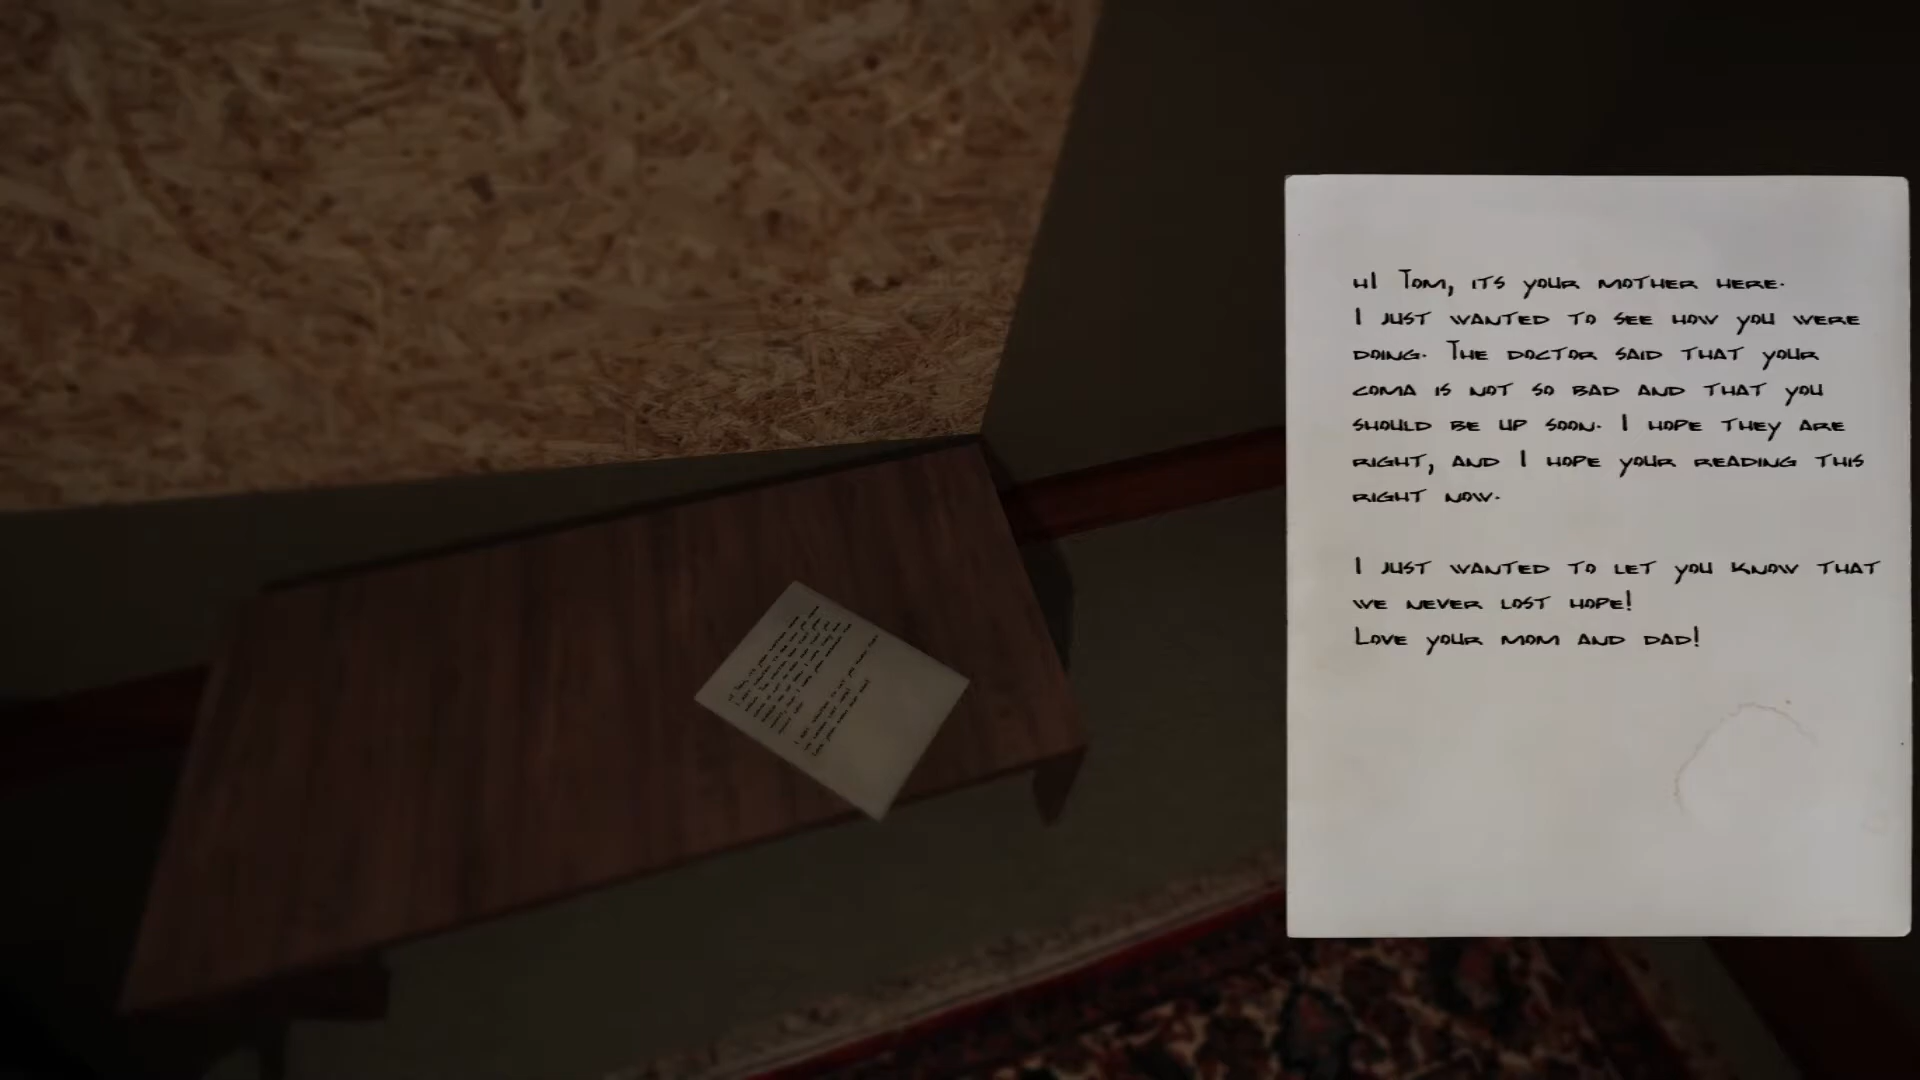 HI TOM, ITS YOUR MOTHER HERE.
I JUST WANTED TO SEE HOW YOU WERE
DOING. THE DOCTOR SAID THAT YOUR
COMA IS NOT SO BAD AND THAT YOU
SHOULD BE UP SOON. I HOPE THEY ARE
RIGHT, AND I HOPE YOUR READING THIS
RIGHT NOW.
I JUST WANTED TO LET YOU KNOW THAT
WE NEVER LOST HOPE!
LOVE YOUR MOM AND DAD!